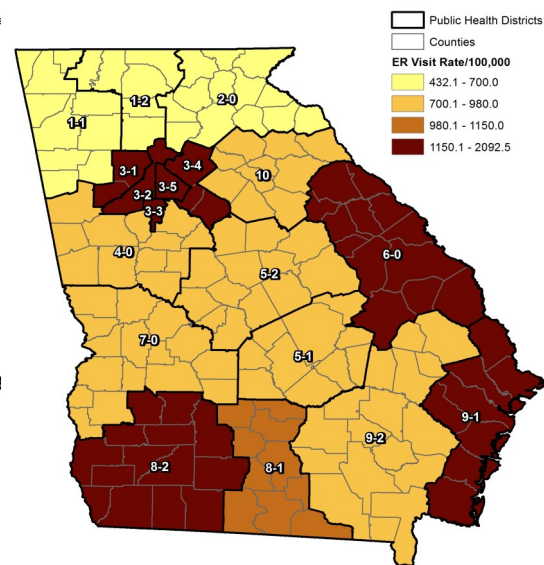 Public Health Districts
Counties
ER Visit Rate/100,000
432.1 - 700.0
700.1 - 980.0
980.1 - 1150.0
1150.1 - 2092.5
1-2
2-0
1-1
3-4
3-1
10
3-5
3-2
3-3
4-0
6-0
5-2
7-0
5-1
9-1
9-2
8-2
8-1